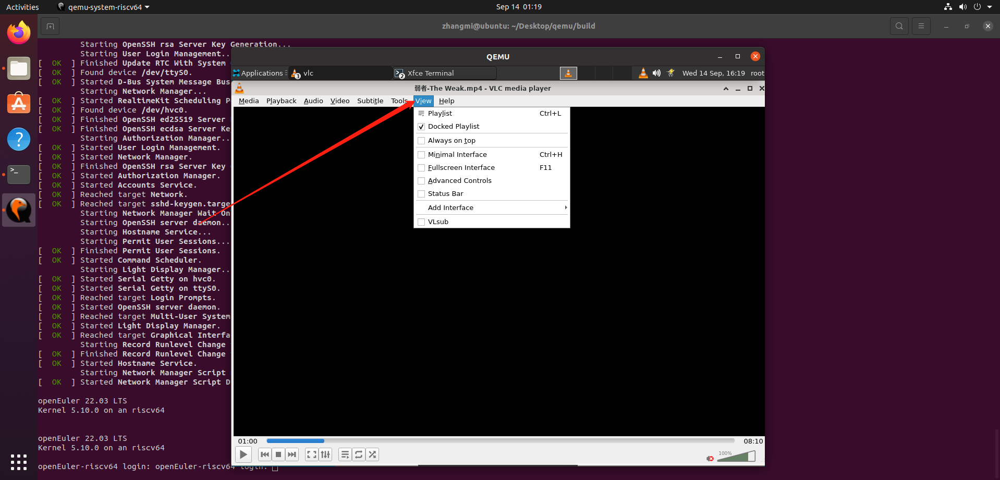 Activities
qemu-system-riscv64
Sep 14 01:19
zhangmi@ubuntu: ~/Desktop/qemu/build
Starting OpenSSH rsa Server Key Generation...
Starting User Login Management..
[ OK ] Finished Update RTC With System
[ OK ] Found device /dev/ttyS0.
[ OK ] Started D-Bus System Message Bus
Starting Network Manager...
[ OK ] Started RealtimeKit Scheduling
[ OK ] Found device /dev/hvc0.
[ OK ] Finished OpenSSH ed25519 Server
[ OK ] Finished OpenSSH ecdsa Server Ke
Starting Authorization Manager..
[ OK ] Started User Login Management.
[ OK ] Started Network Manager.
[ OK ] Finished OpenSSH rsa Server Key
[ OK ] Started Authorization Manager.
[ OK ] Started Accounts Service.
[ OK ] Reached target Network.
[ OK ] Reached target sshd-keygen.targe
Starting Network Manager Wait On
Starting OpenSSH server daemon..
Starting Hostname Service...
Starting Permit User Sessions...
[ OK ] Finished Permit User Sessions.
[ OK ] Started Command Scheduler.
Starting Light Display Manager..
[ OK ] Started Serial Getty on hvc0.
[ OK ] Started Serial Getty on ttyS0.
[ OK ] Reached target Login Prompts.
[ OK ] Started OpenSSH server daemon.
[ OK ] Reached target Multi-User System
[ OK ] Started Light Display Manager.
[ OK ] Reached target Graphical Interfa
Starting Record Runlevel Change
[ OK ] Finished Record Runlevel Change
[ OK ] Started Hostname Service.
Starting Network Manager Script
[ OK ] Started Network Manager Script D
openEuler 22.03 LTS
Kernel 5.10.0 on an riscv64
openEuler 22.03 LTS
Kernel 5.10.0 on an riscv64
openEuler-riscv64 login: openEuler-riscv64 login:
QEMU
Applications
3 vlc
2 Xfce Terminal
Wed 14 Sep, 16:19
root
弱者-The Weak.mp4 - VLC media player
Media Playback Audio Video Subtitle Tools View Help
Playlist Ctrl+L
Docked Playlist
Always on top
Minimal Interface Ctrl+H
Fullscreen Interface F11
Advanced Controls
Status Bar
Add Interface
VLsub
01:00
08:10
100%